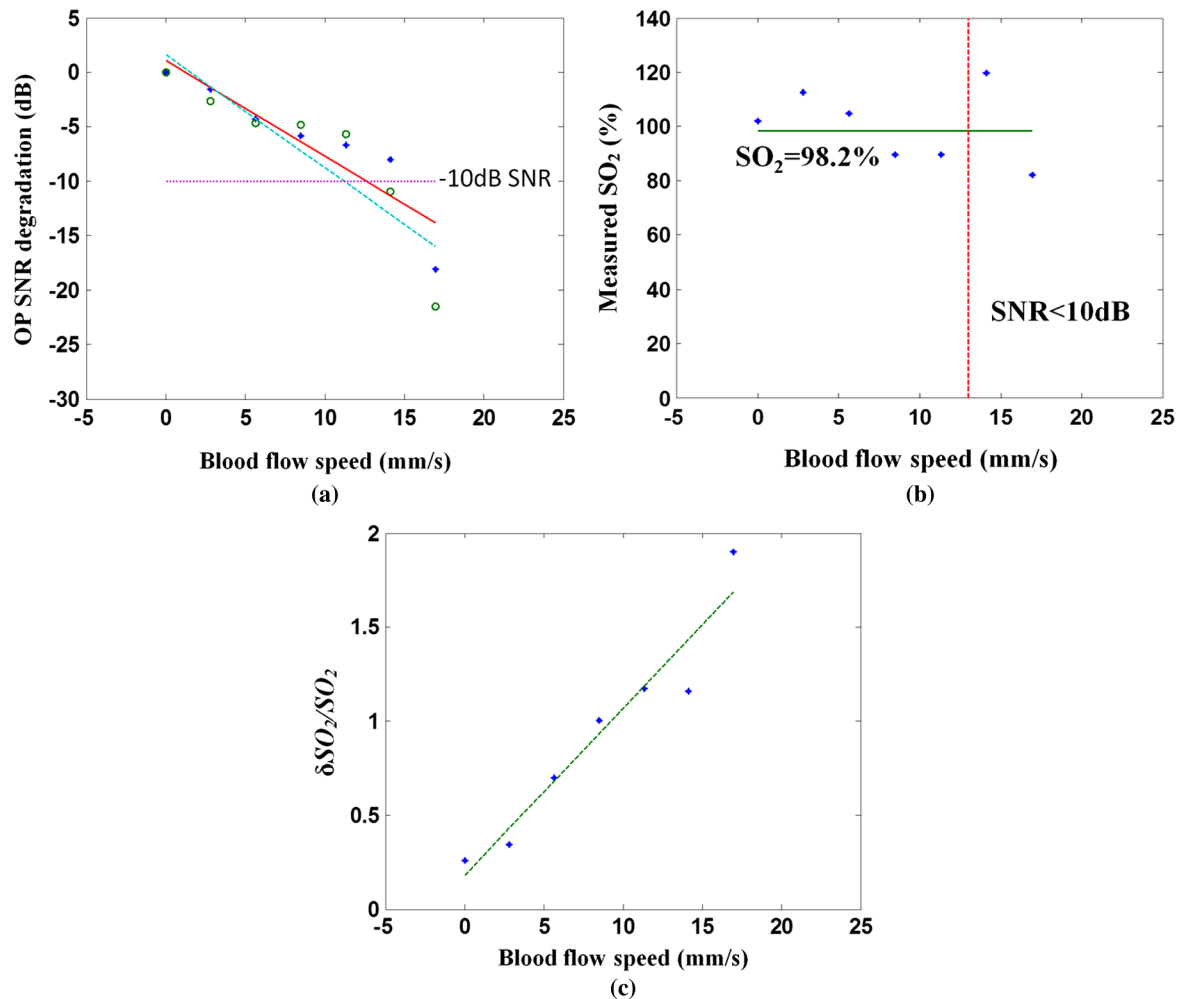 5
0
-5
-10
-15
-20
-25
-30
OP SNR degradation (dB)
-10dB SNR
-5 0 5 10 15 20 25
Blood flow speed (mm/s)
(a)
140
120
100
80
60
40
20
0
Measured SO₂ (%)
SO₂=98.2%
SNR<10dB
-5 0 5 10 15 20 25
Blood flow speed (mm/s)
(b)
2
1.5
1
0.5
0
δSO₂/SO₂
-5 0 5 10 15 20 25
Blood flow speed (mm/s)
(c)